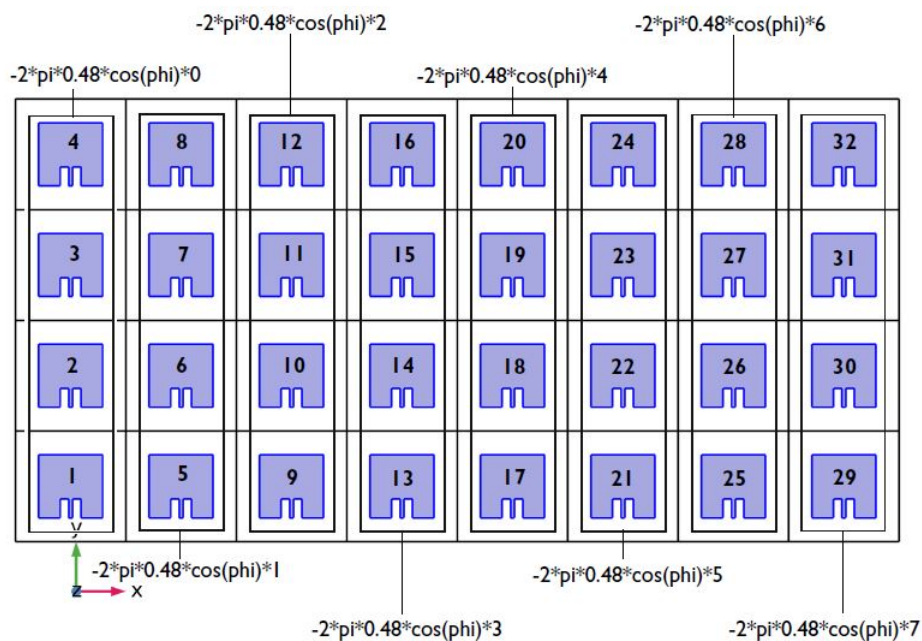 -2*pi*0.48*cos(phi)*2
-2*pi*0.48*cos(phi)*6
-2*pi*0.48*cos(phi)*0
-2*pi*0.48*cos(phi)*4
4 8 12 16 20 24 28 32
3 7 11 15 19 23 27 31
2 6 10 14 18 22 26 30
1 5 9 13 17 21 25 29
y
z x
-2*pi*0.48*cos(phi)*1
-2*pi*0.48*cos(phi)*5
-2*pi*0.48*cos(phi)*3
-2*pi*0.48*cos(phi)*7